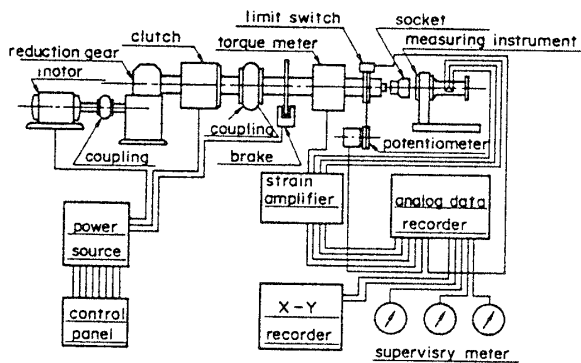 limit switch
socket
clutch
measuring instrument
torque meter
reduction gear
motor
coupling
coupling
brake
potentiometer
strain
amplifier
analog data
recorder
power
source
X-Y
recorder
control
panel
supervisry meter